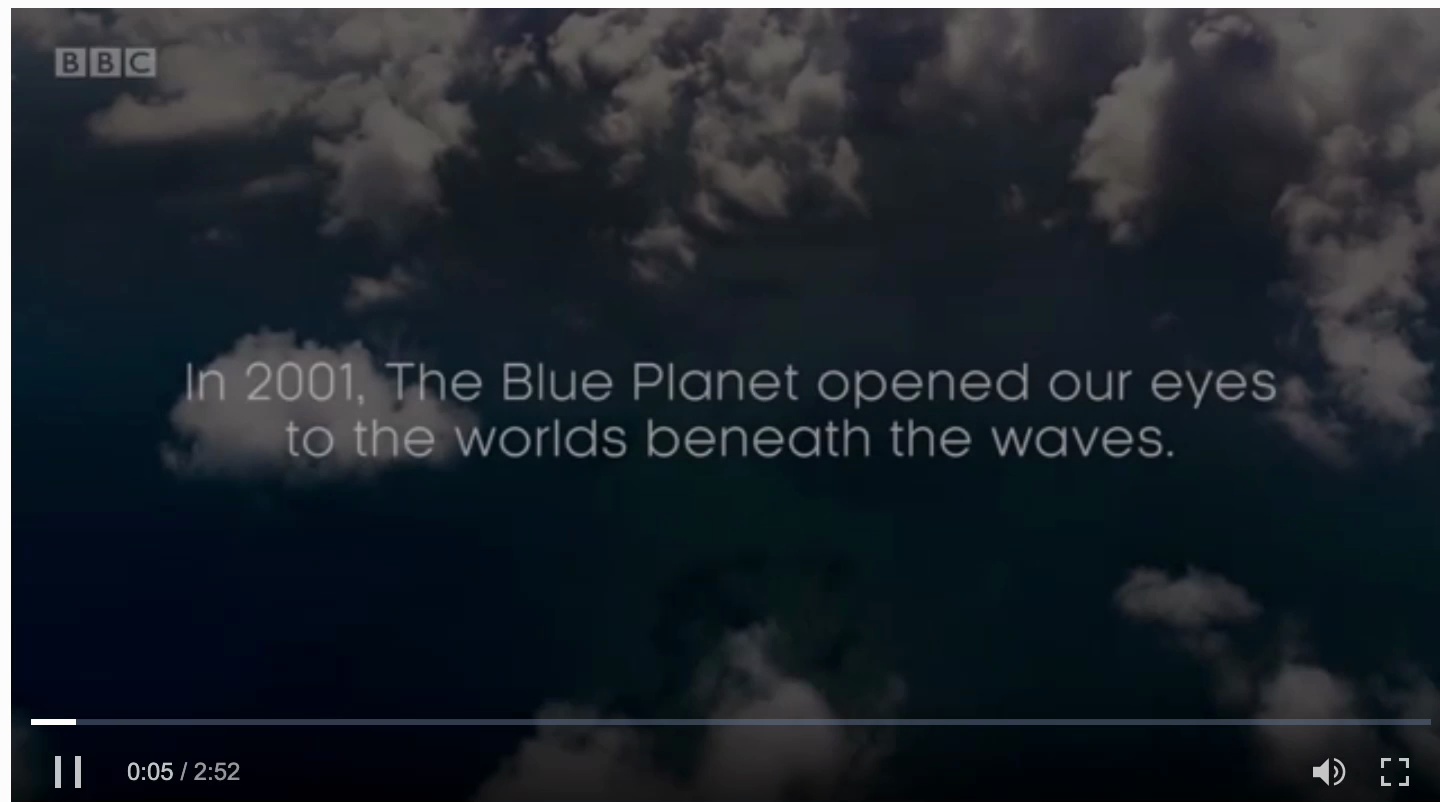 BBC
In 2001, The Blue Planet opened our eyes
to the worlds beneath the waves.
0:05 / 2:52